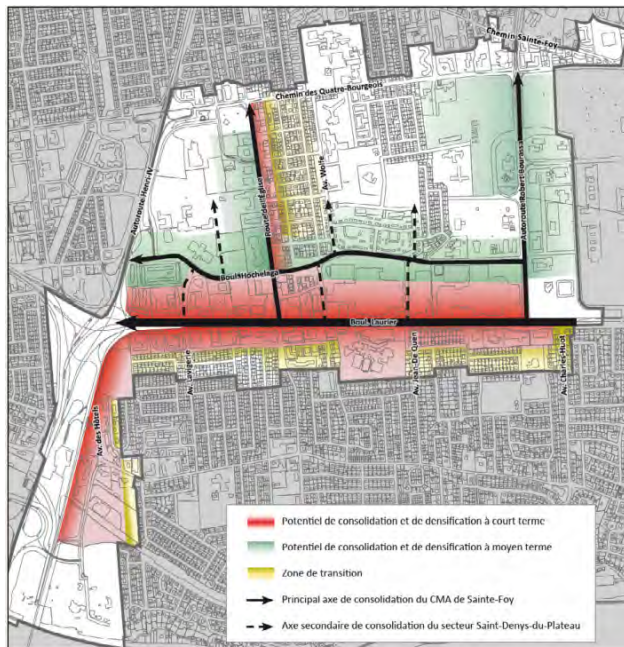 Chemin Sainte-Foy
Chemin des Quatre-Bourgeois
Autoroute Henri-IV
Route de l'Église
Av. Wolfe
Autoroute Robert-Bourassa
Boul. Hochelaga
Boul. Laurier
Av. Lavigerie
Av. Jean-De Quen
Av. Charles-Huot
Av. des Hôtels
Potentiel de consolidation et de densification à court terme
Potentiel de consolidation et de densification à moyen terme
Zone de transition
Principal axe de consolidation du CMA de Sainte-Foy
Axe secondaire de consolidation du secteur Saint-Denys-du-Plateau